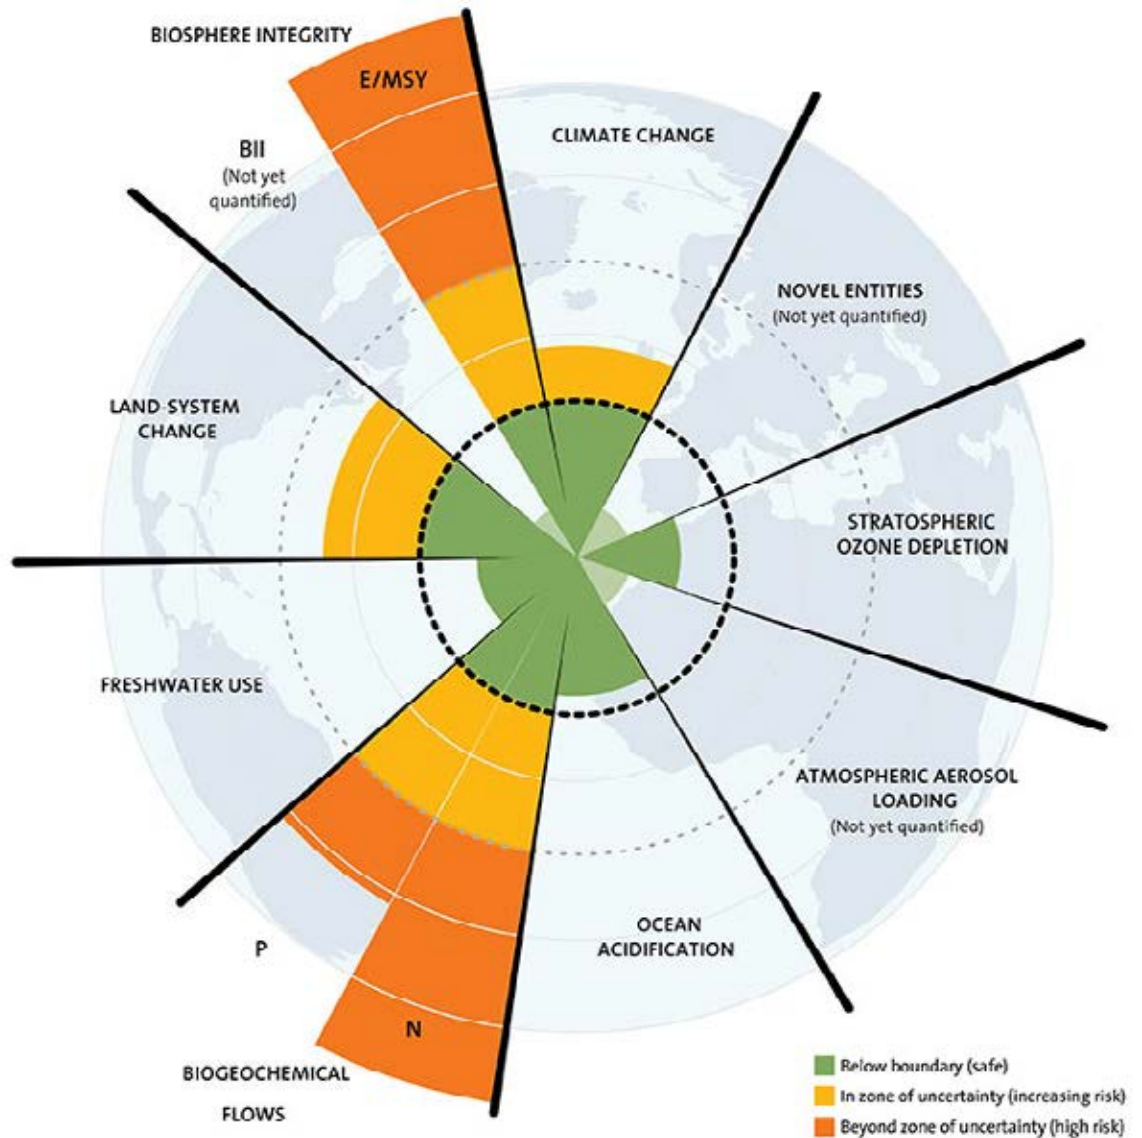 BIOSPHERE INTEGRITY
E/MSY
BII
(Not yet
quantified)
CLIMATE CHANGE
NOVEL ENTITIES
(Not yet quantified)
LAND-SYSTEM
CHANGE
STRATOSPHERIC
OZONE DEPLETION
FRESHWATER USE
ATMOSPHERIC AEROSOL
LOADING
(Not yet quantified)
OCEAN
ACIDIFICATION
P
N
BIOGEOCHEMICAL
FLOWS
Below boundary (safe)
In zone of uncertainty (increasing risk)
Beyond zone of uncertainty (high risk)